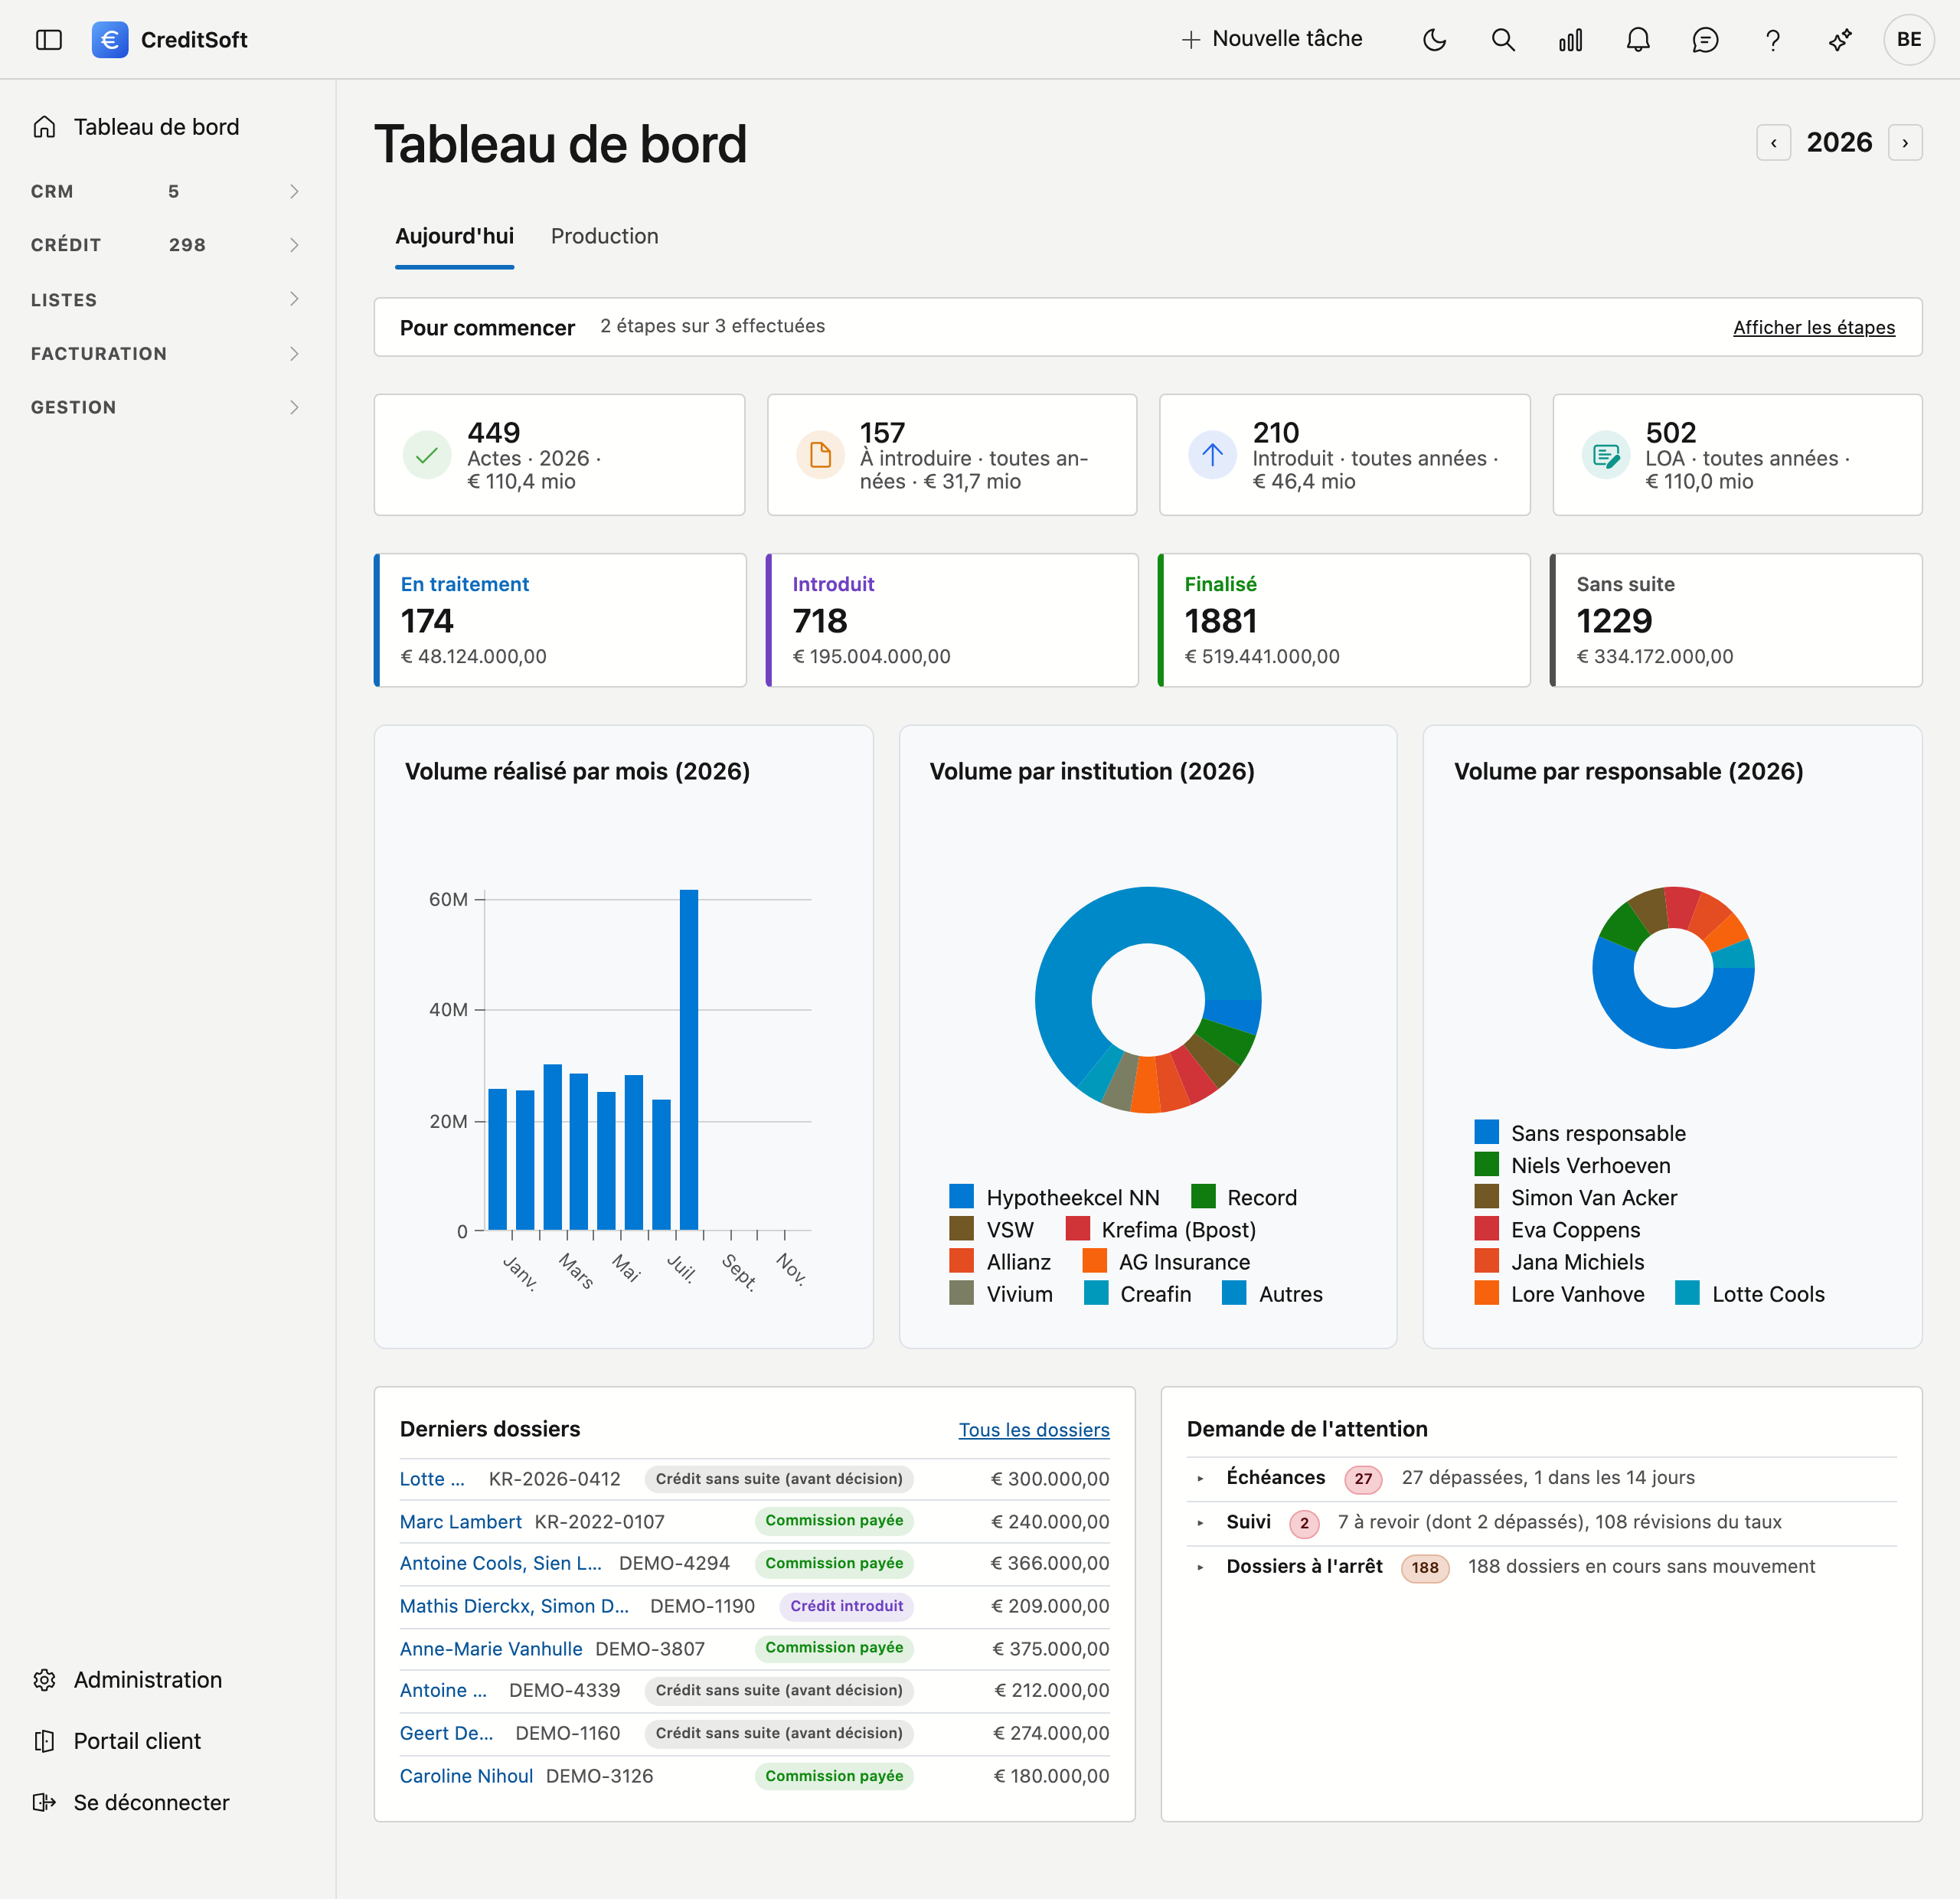 € CreditSoft
Nouvelle tâche
BE
Tableau de bord
CRM 5
CRÉDIT 298
LISTES
FACTURATION
GESTION
Administration
Portail client
Se déconnecter
Tableau de bord
‹ 2026 ›
Aujourd'hui Production
Pour commencer 2 étapes sur 3 effectuées Afficher les étapes
449
Actes · 2026 ·
€ 110,4 mio
157
À introduire · toutes an-
nées · € 31,7 mio
210
Introduit · toutes années ·
€ 46,4 mio
502
LOA · toutes années ·
€ 110,0 mio
En traitement
174
€ 48.124.000,00
Introduit
718
€ 195.004.000,00
Finalisé
1881
€ 519.441.000,00
Sans suite
1229
€ 334.172.000,00
Volume réalisé par mois (2026)
60M
40M
20M
0
Janv. Mars Mai Juil. Sept. Nov.
Volume par institution (2026)
Hypotheekcel NN Record
VSW Krefima (Bpost)
Allianz AG Insurance
Vivium Creafin Autres
Volume par responsable (2026)
Sans responsable
Niels Verhoeven
Simon Van Acker
Eva Coppens
Jana Michiels
Lore Vanhove Lotte Cools
Derniers dossiers Tous les dossiers
Lotte ... KR-2026-0412 Crédit sans suite (avant décision) € 300.000,00
Marc Lambert KR-2022-0107 Commission payée € 240.000,00
Antoine Cools, Sien L... DEMO-4294 Commission payée € 366.000,00
Mathis Dierckx, Simon D... DEMO-1190 Crédit introduit € 209.000,00
Anne-Marie Vanhulle DEMO-3807 Commission payée € 375.000,00
Antoine ... DEMO-4339 Crédit sans suite (avant décision) € 212.000,00
Geert De... DEMO-1160 Crédit sans suite (avant décision) € 274.000,00
Caroline Nihoul DEMO-3126 Commission payée € 180.000,00
Demande de l'attention
Échéances 27 27 dépassées, 1 dans les 14 jours
Suivi 2 7 à revoir (dont 2 dépassés), 108 révisions du taux
Dossiers à l'arrêt 188 188 dossiers en cours sans mouvement